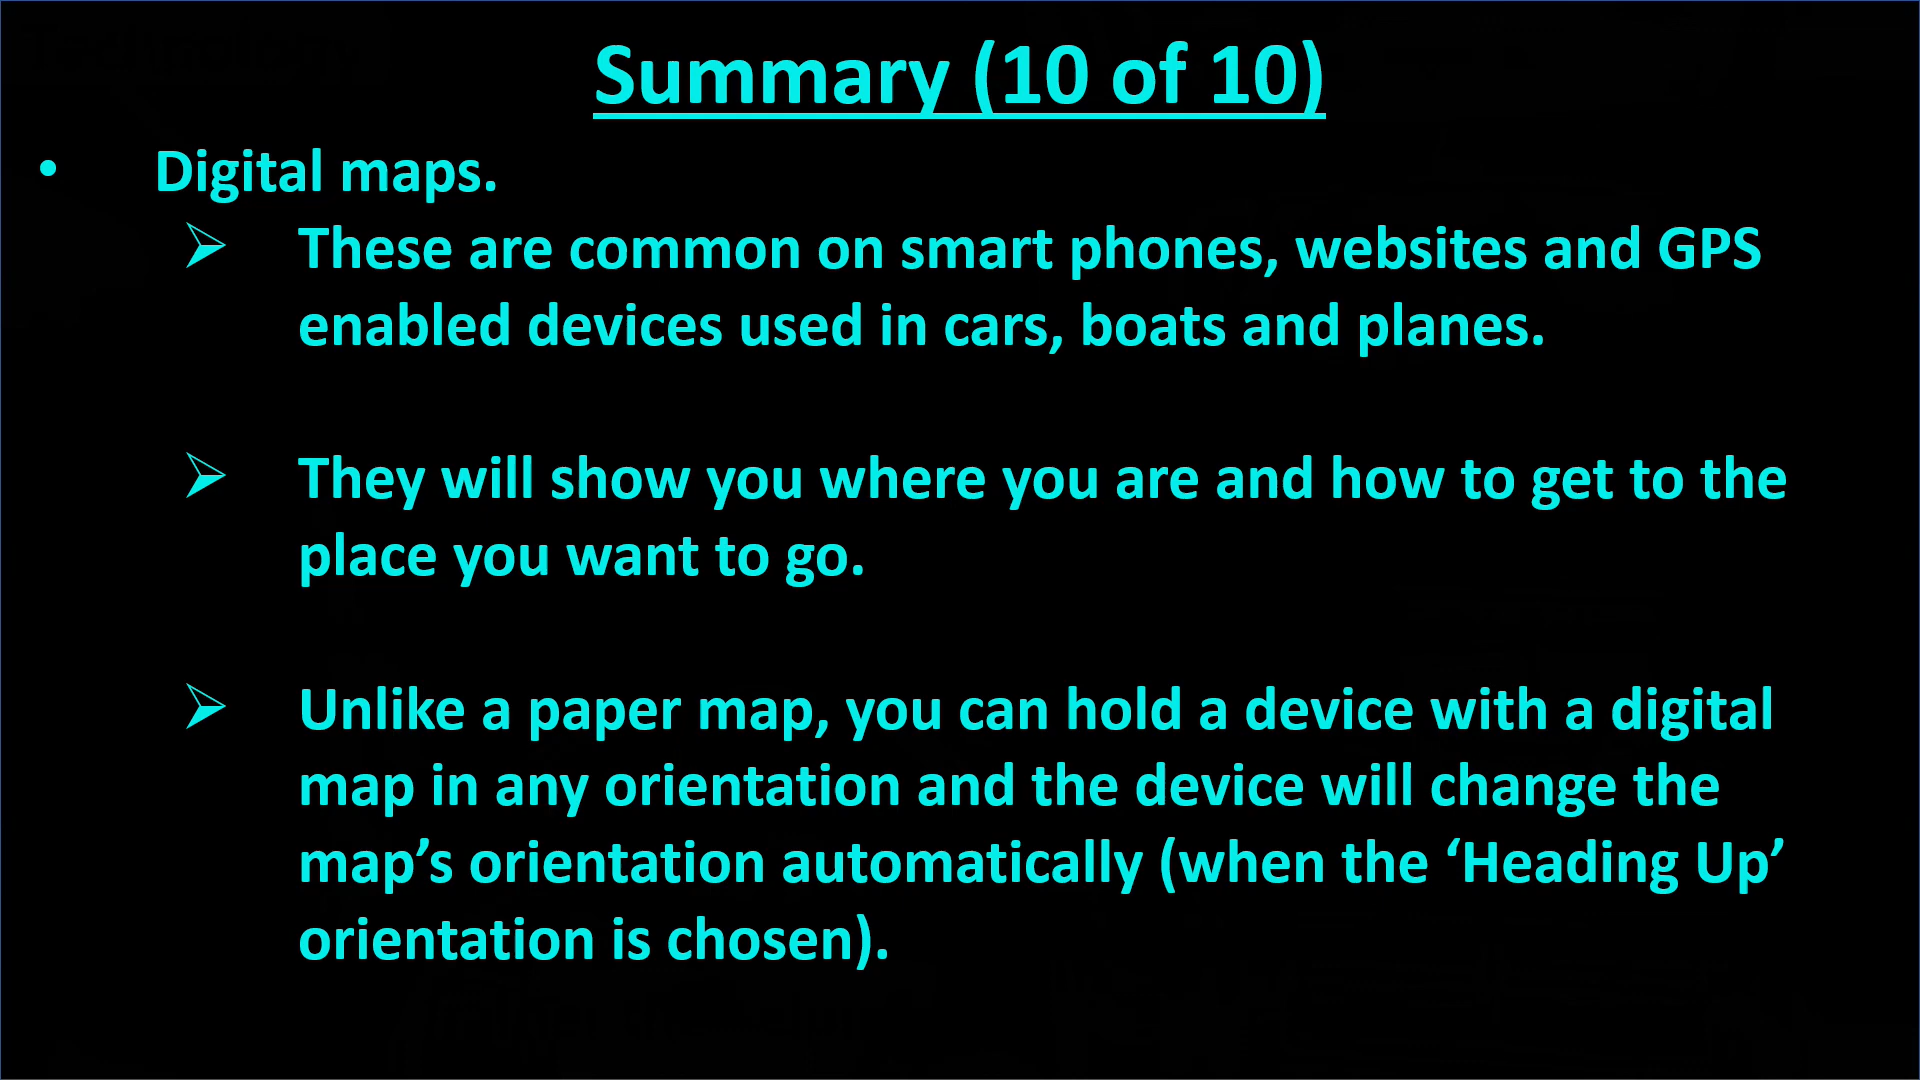 Summary (10 of 10)
• Digital maps.
➢ These are common on smart phones, websites and GPS
enabled devices used in cars, boats and planes.
➢ They will show you where you are and how to get to the
place you want to go.
➢ Unlike a paper map, you can hold a device with a digital
map in any orientation and the device will change the
map’s orientation automatically (when the ‘Heading Up’
orientation is chosen).